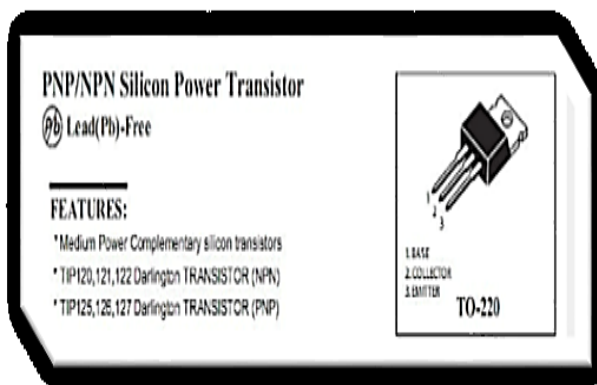 PNP/NPN Silicon Power Transistor
Pb Lead(Pb)-Free
FEATURES:
*Medium Power Complementary silicon transistors
*TIP120,121,122 Darlington TRANSISTOR (NPN)
*TIP125,126,127 Darlington TRANSISTOR (PNP)
1
2
3
1.BASE
2.COLLECTOR
3.EMITTER
TO-220